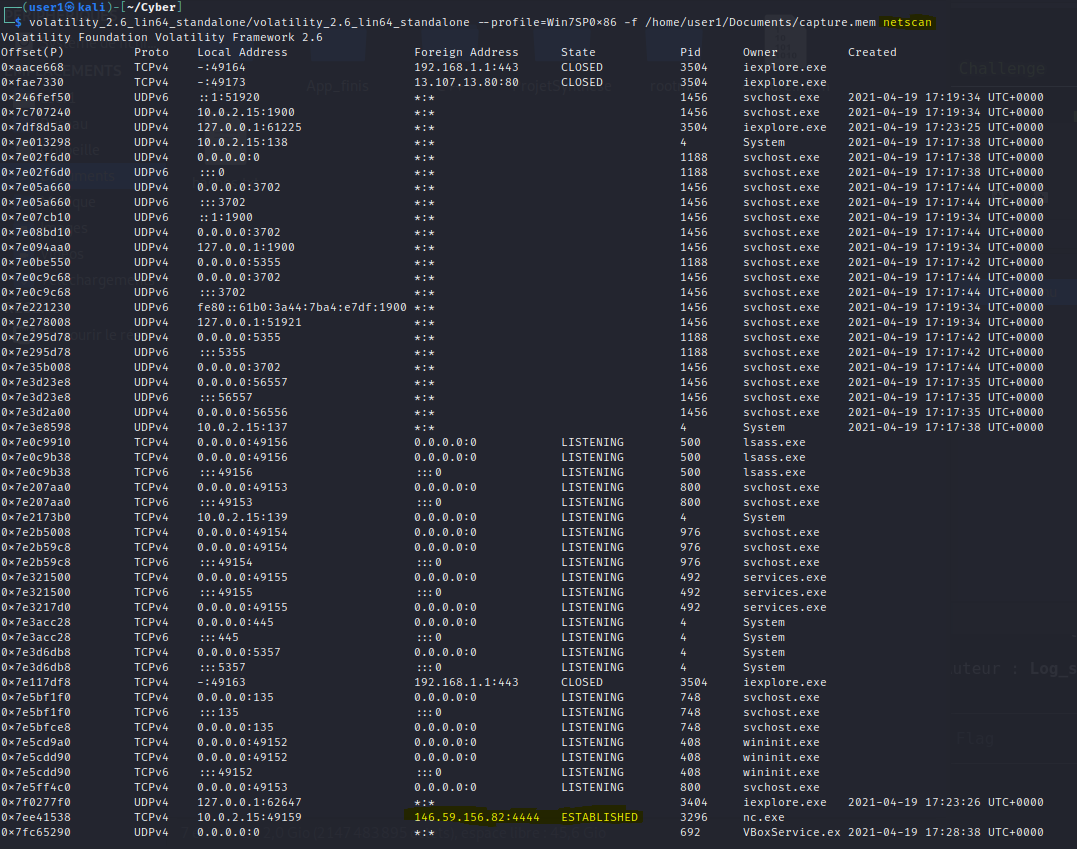 (user1㉿kali)-[~/Cyber]
$ volatility_2.6_lin64_standalone/volatility_2.6_lin64_standalone --profile=Win7SP0×86 -f /home/user1/Documents/capture.mem netscan
Volatility Foundation Volatility Framework 2.6
Offset(P) Proto Local Address Foreign Address State Pid Owner Created
0×aace668 TCPv4 -:49164 192.168.1.1:443 CLOSED 3504 iexplore.exe
0×fae7330 TCPv4 -:49173 13.107.13.80:80 CLOSED 3504 iexplore.exe
0×246fef50 UDPv6 ::1:51920 *:* 1456 svchost.exe 2021-04-19 17:19:34 UTC+0000
0×7c707240 UDPv4 10.0.2.15:1900 *:* 1456 svchost.exe 2021-04-19 17:19:34 UTC+0000
0×7df8d5a0 UDPv4 127.0.0.1:61225 *:* 3504 iexplore.exe 2021-04-19 17:23:25 UTC+0000
0×7e013298 UDPv4 10.0.2.15:138 *:* 4 System 2021-04-19 17:17:38 UTC+0000
0×7e02f6d0 UDPv4 0.0.0.0:0 *:* 1188 svchost.exe 2021-04-19 17:17:38 UTC+0000
0×7e02f6d0 UDPv6 :::0 *:* 1188 svchost.exe 2021-04-19 17:17:38 UTC+0000
0×7e05a660 UDPv4 0.0.0.0:3702 *:* 1456 svchost.exe 2021-04-19 17:17:44 UTC+0000
0×7e05a660 UDPv6 :::3702 *:* 1456 svchost.exe 2021-04-19 17:17:44 UTC+0000
0×7e07cb10 UDPv6 ::1:1900 *:* 1456 svchost.exe 2021-04-19 17:19:34 UTC+0000
0×7e08bd10 UDPv4 0.0.0.0:3702 *:* 1456 svchost.exe 2021-04-19 17:17:44 UTC+0000
0×7e094aa0 UDPv4 127.0.0.1:1900 *:* 1456 svchost.exe 2021-04-19 17:19:34 UTC+0000
0×7e0be550 UDPv4 0.0.0.0:5355 *:* 1188 svchost.exe 2021-04-19 17:17:42 UTC+0000
0×7e0c9c68 UDPv4 0.0.0.0:3702 *:* 1456 svchost.exe 2021-04-19 17:17:44 UTC+0000
0×7e0c9c68 UDPv6 :::3702 *:* 1456 svchost.exe 2021-04-19 17:17:44 UTC+0000
0×7e221230 UDPv6 fe80::61b0:3a44:7ba4:e7df:1900 *:* 1456 svchost.exe 2021-04-19 17:19:34 UTC+0000
0×7e278008 UDPv4 127.0.0.1:51921 *:* 1456 svchost.exe 2021-04-19 17:19:34 UTC+0000
0×7e295d78 UDPv4 0.0.0.0:5355 *:* 1188 svchost.exe 2021-04-19 17:17:42 UTC+0000
0×7e295d78 UDPv6 :::5355 *:* 1188 svchost.exe 2021-04-19 17:17:42 UTC+0000
0×7e35b008 UDPv4 0.0.0.0:3702 *:* 1456 svchost.exe 2021-04-19 17:17:44 UTC+0000
0×7e3d23e8 UDPv4 0.0.0.0:56557 *:* 1456 svchost.exe 2021-04-19 17:17:35 UTC+0000
0×7e3d23e8 UDPv6 :::56557 *:* 1456 svchost.exe 2021-04-19 17:17:35 UTC+0000
0×7e3d2a00 UDPv4 0.0.0.0:56556 *:* 1456 svchost.exe 2021-04-19 17:17:35 UTC+0000
0×7e3e8598 UDPv4 10.0.2.15:137 *:* 4 System 2021-04-19 17:17:38 UTC+0000
0×7e0c9910 TCPv4 0.0.0.0:49156 0.0.0.0:0 LISTENING 500 lsass.exe
0×7e0c9b38 TCPv4 0.0.0.0:49156 0.0.0.0:0 LISTENING 500 lsass.exe
0×7e0c9b38 TCPv6 :::49156 :::0 LISTENING 500 lsass.exe
0×7e207aa0 TCPv4 0.0.0.0:49153 0.0.0.0:0 LISTENING 800 svchost.exe
0×7e207aa0 TCPv6 :::49153 :::0 LISTENING 800 svchost.exe
0×7e2173b0 TCPv4 10.0.2.15:139 0.0.0.0:0 LISTENING 4 System
0×7e2b5008 TCPv4 0.0.0.0:49154 0.0.0.0:0 LISTENING 976 svchost.exe
0×7e2b59c8 TCPv4 0.0.0.0:49154 0.0.0.0:0 LISTENING 976 svchost.exe
0×7e2b59c8 TCPv6 :::49154 :::0 LISTENING 976 svchost.exe
0×7e321500 TCPv4 0.0.0.0:49155 0.0.0.0:0 LISTENING 492 services.exe
0×7e321500 TCPv6 :::49155 :::0 LISTENING 492 services.exe
0×7e3217d0 TCPv4 0.0.0.0:49155 0.0.0.0:0 LISTENING 492 services.exe
0×7e3acc28 TCPv4 0.0.0.0:445 0.0.0.0:0 LISTENING 4 System
0×7e3acc28 TCPv6 :::445 :::0 LISTENING 4 System
0×7e3d6db8 TCPv4 0.0.0.0:5357 0.0.0.0:0 LISTENING 4 System
0×7e3d6db8 TCPv6 :::5357 :::0 LISTENING 4 System
0×7e117df8 TCPv4 -:49163 192.168.1.1:443 CLOSED 3504 iexplore.exe
0×7e5bf1f0 TCPv4 0.0.0.0:135 0.0.0.0:0 LISTENING 748 svchost.exe
0×7e5bf1f0 TCPv6 :::135 :::0 LISTENING 748 svchost.exe
0×7e5bfce8 TCPv4 0.0.0.0:135 0.0.0.0:0 LISTENING 748 svchost.exe
0×7e5cd9a0 TCPv4 0.0.0.0:49152 0.0.0.0:0 LISTENING 408 wininit.exe
0×7e5cdd90 TCPv4 0.0.0.0:49152 0.0.0.0:0 LISTENING 408 wininit.exe
0×7e5cdd90 TCPv6 :::49152 :::0 LISTENING 408 wininit.exe
0×7e5ff4c0 TCPv4 0.0.0.0:49153 0.0.0.0:0 LISTENING 800 svchost.exe
0×7f0277f0 UDPv4 127.0.0.1:62647 *:* 3404 iexplore.exe 2021-04-19 17:23:26 UTC+0000
0×7ee41538 TCPv4 10.0.2.15:49159 146.59.156.82:4444 ESTABLISHED 3296 nc.exe
0×7fc65290 UDPv4 0.0.0.0:0 *:* 692 VBoxService.ex 2021-04-19 17:28:38 UTC+0000